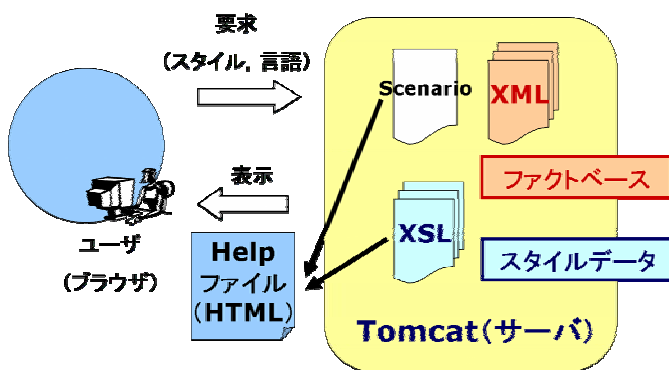 要求
(スタイル, 言語)
表示
ユーザ
(ブラウザ)
Help
ファイル
(HTML)
Scenario
XML
ファクトベース
XSL
スタイルデータ
Tomcat(サーバ)